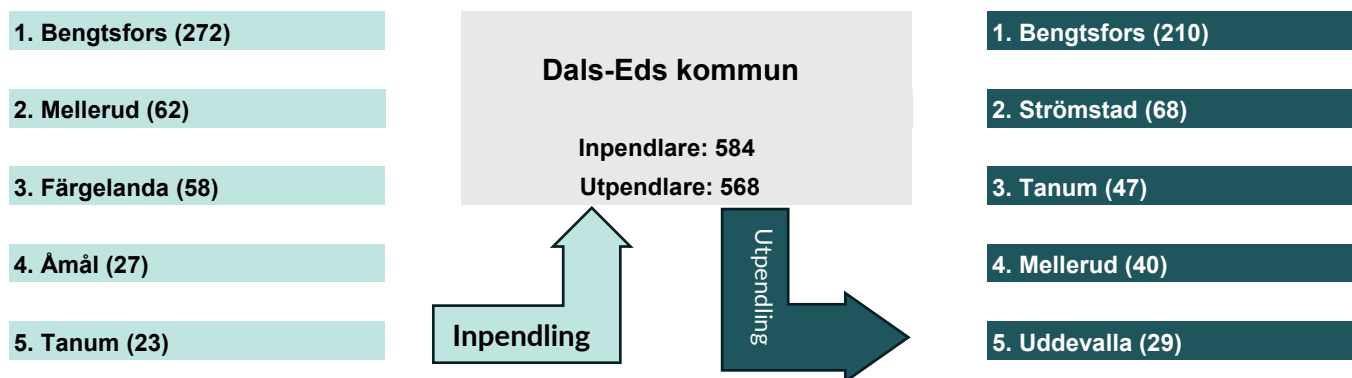 1. Bengtsfors (272)
2. Mellerud (62)
3. Färgelanda (58)
4. Åmål (27)
5. Tanum (23)
Dals-Eds kommun
Inpendlare: 584
Utpendlare: 568
Inpendling
Utpendling
1. Bengtsfors (210)
2. Strömstad (68)
3. Tanum (47)
4. Mellerud (40)
5. Uddevalla (29)